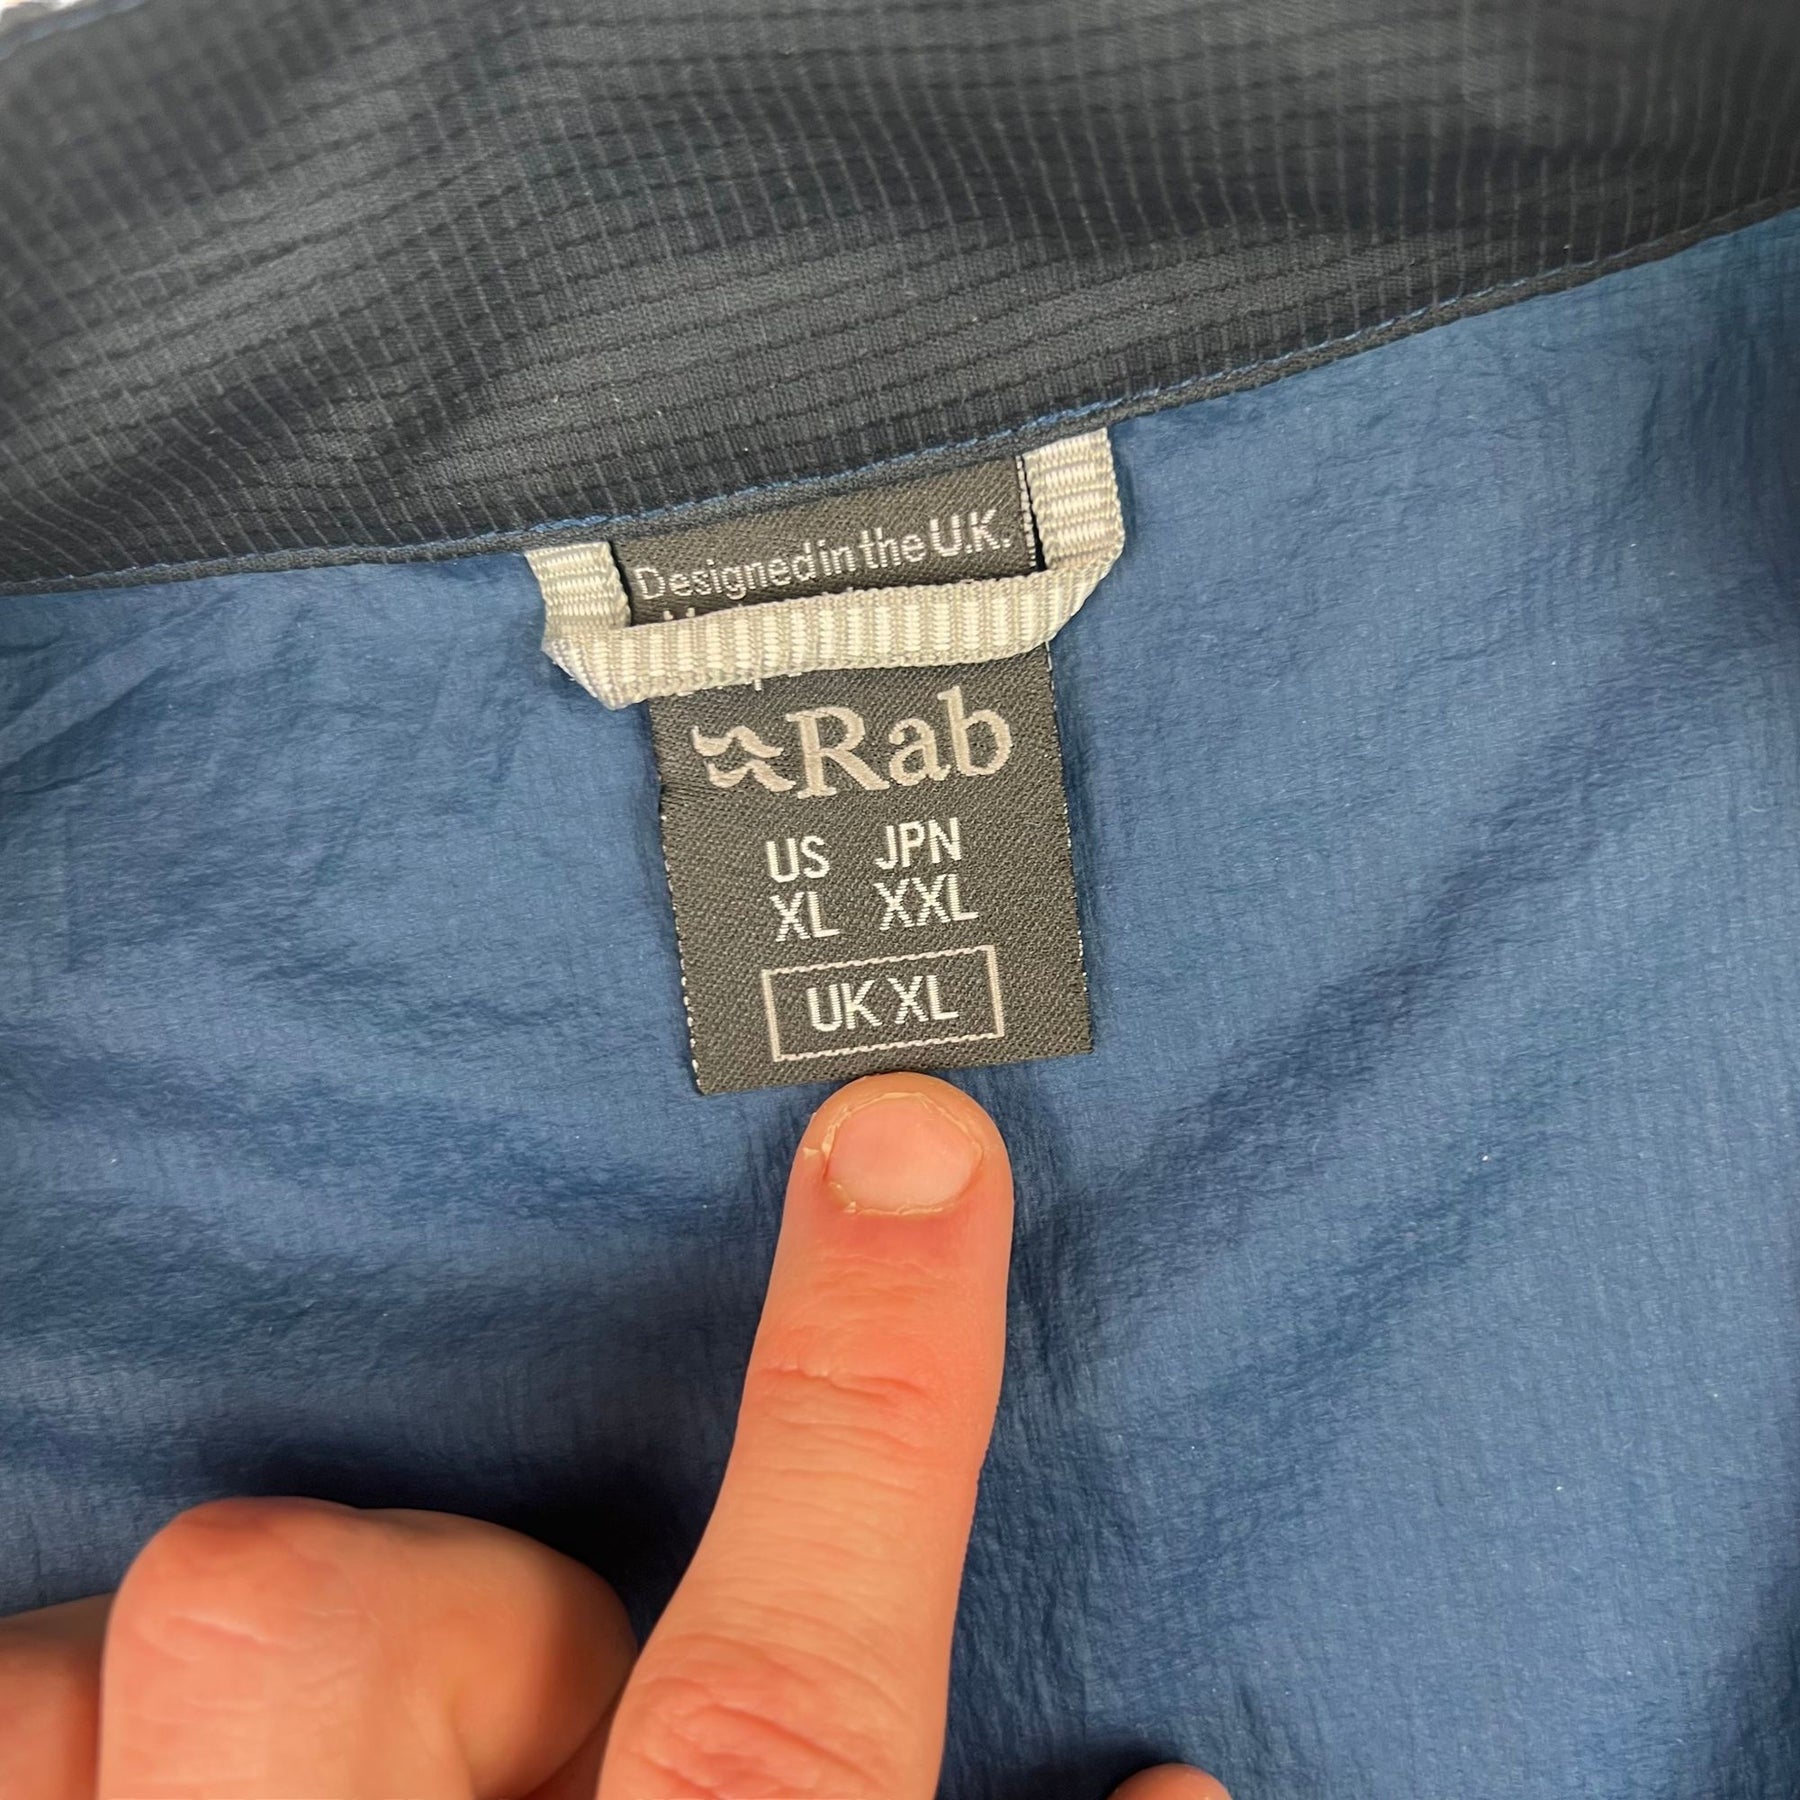 Designed in the U.K.
Rab
US JPN
XL XXL
UK XL